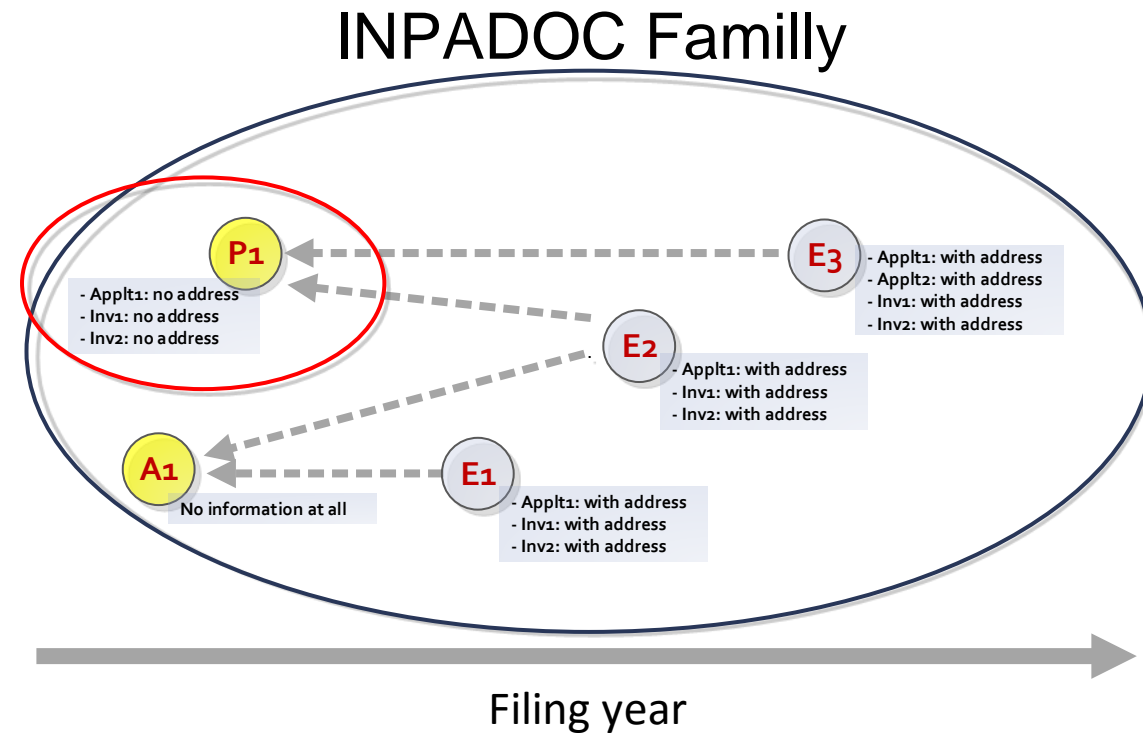 INPADOC Familly
P1
- Applt1: no address
- Inv1: no address
- Inv2: no address
E3
- Applt1: with address
- Applt2: with address
- Inv1: with address
- Inv2: with address
E2
- Applt1: with address
- Inv1: with address
- Inv2: with address
A1
No information at all
E1
- Applt1: with address
- Inv1: with address
- Inv2: with address
Filing year